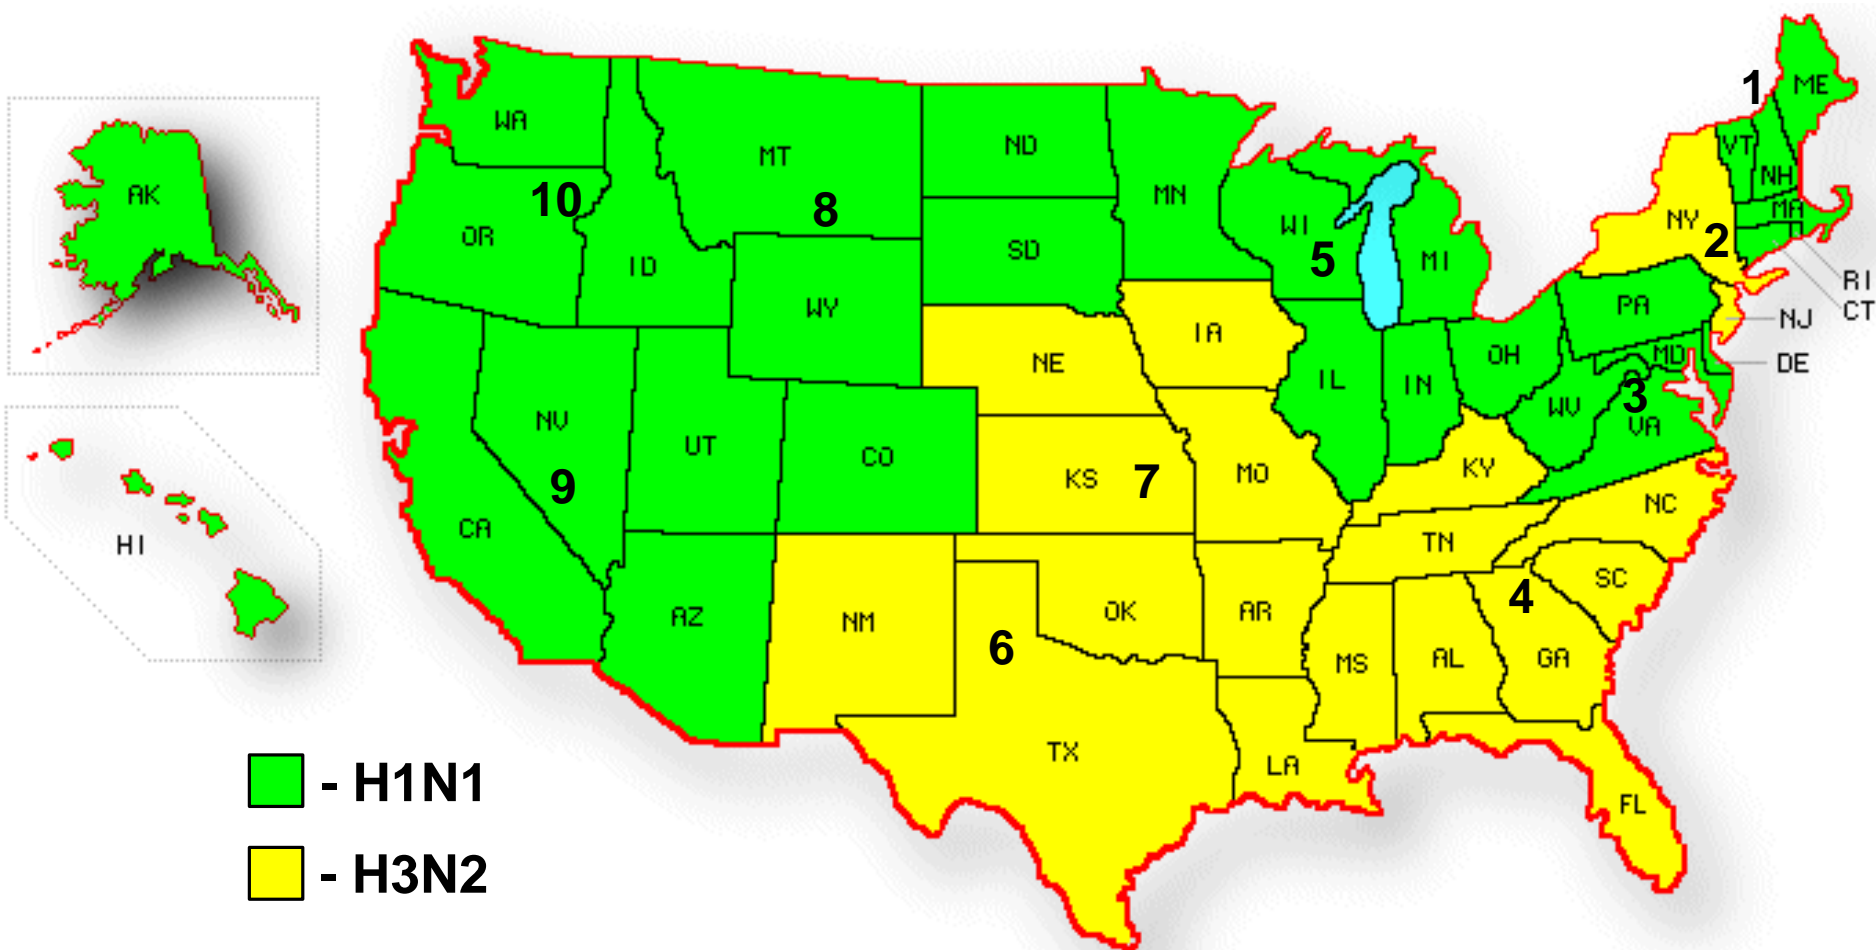 1
ME
WA
VT
ND
MT
NH
AK
MN
10
MA
8
NY
WI
2
OR
5
SD
MI
ID
RI
PA
CT
WY
NJ
IA
OH
MD
DE
NE
IL
IN
3
WV
NV
VA
UT
CO
KY
MO
KS
7
9
NC
CA
TN
HI
SC
4
AZ
OK
AR
NM
6
AL
GA
MS
TX
LA
- H1N1
FL
- H3N2